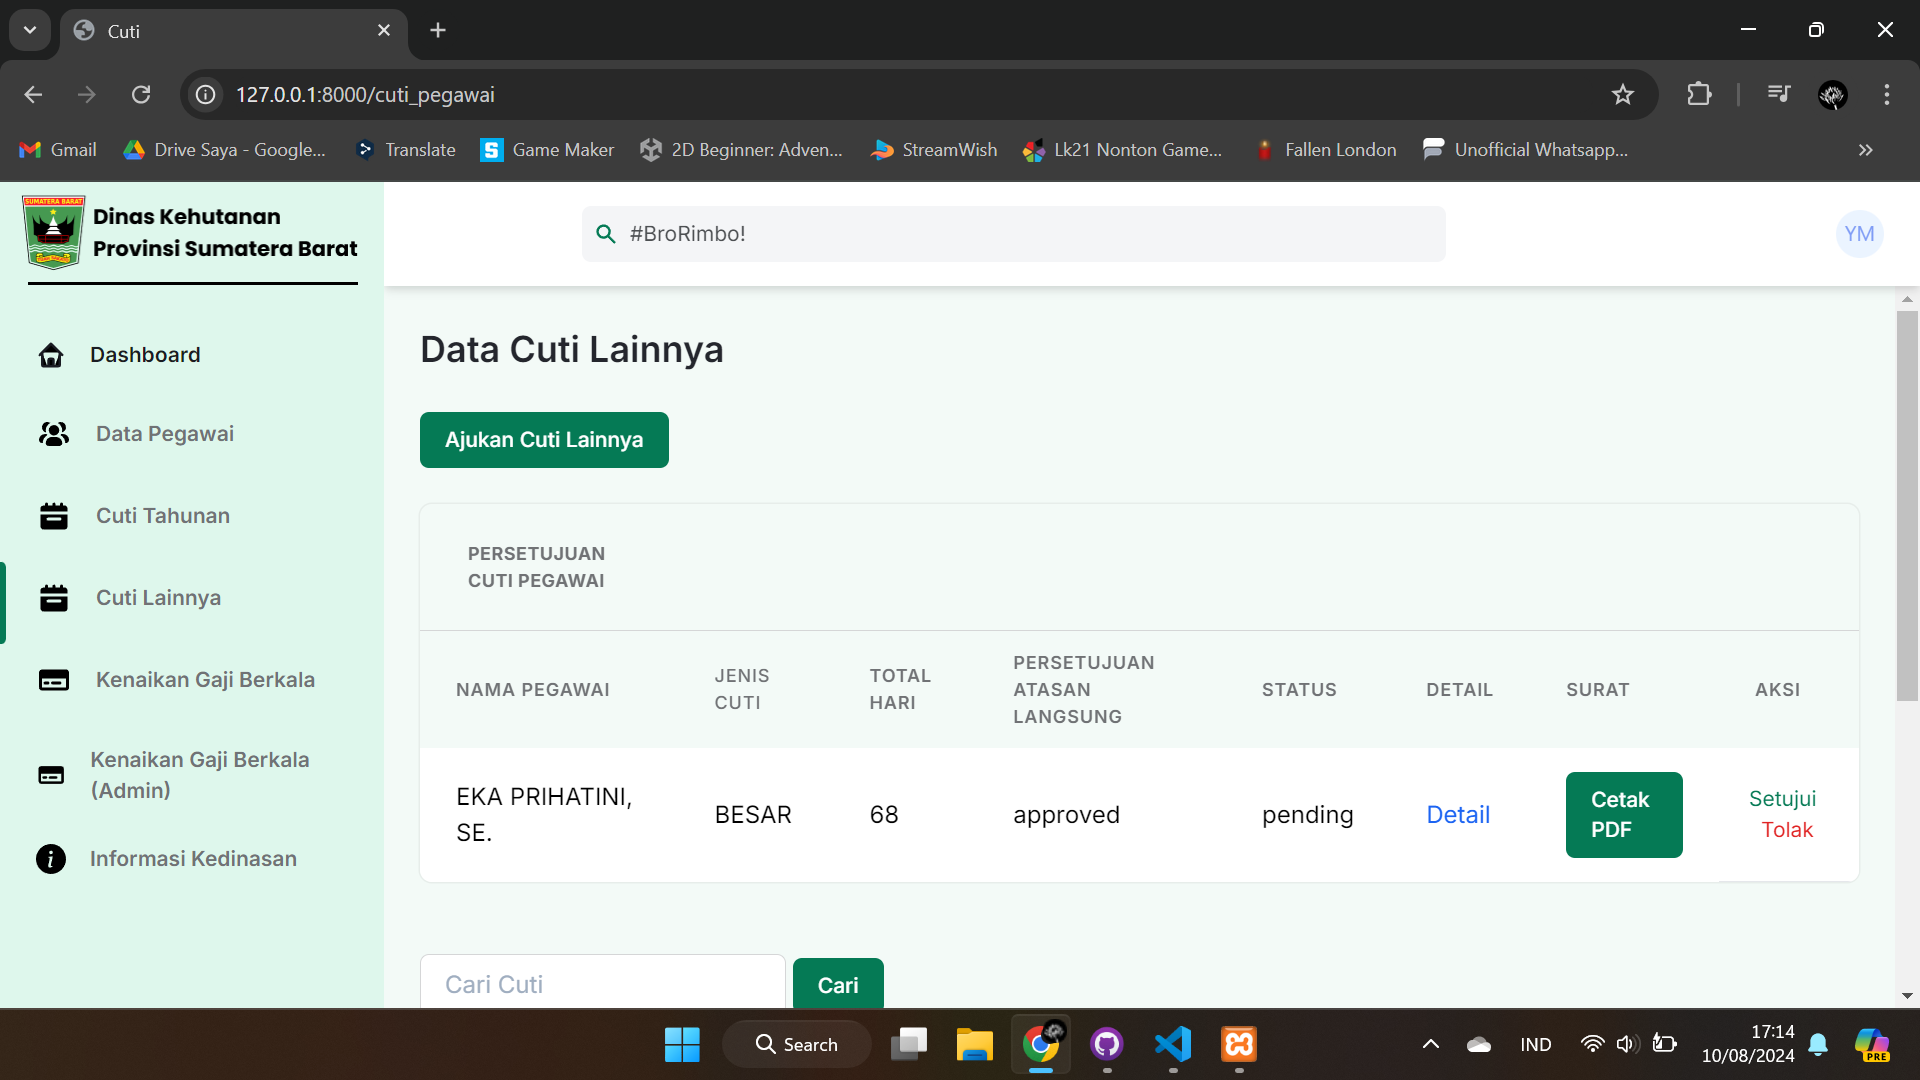 Cuti
127.0.0.1:8000/cuti_pegawai
Gmail
Drive Saya - Google...
Translate
S
Game Maker
2D Beginner: Adven...
StreamWish
Lk21 Nonton Game...
Fallen London
Unofficial Whatsapp...
SUMATERA BARAT
Dinas Kehutanan
Provinsi Sumatera Barat
#BroRimbo!
YM
Dashboard
Data Pegawai
Cuti Tahunan
Cuti Lainnya
Kenaikan Gaji Berkala
Kenaikan Gaji Berkala
(Admin)
Informasi Kedinasan
Data Cuti Lainnya
Ajukan Cuti Lainnya
PERSETUJUAN
CUTI PEGAWAI
NAMA PEGAWAI
JENIS
CUTI
TOTAL
HARI
PERSETUJUAN
ATASAN
LANGSUNG
STATUS
DETAIL
SURAT
AKSI
EKA PRIHATINI,
SE.
BESAR
68
approved
pending
Detail
Cetak
PDF
Setujui
Tolak
Cari Cuti
Cari
Search
IND
17:14
10/08/2024
PRE